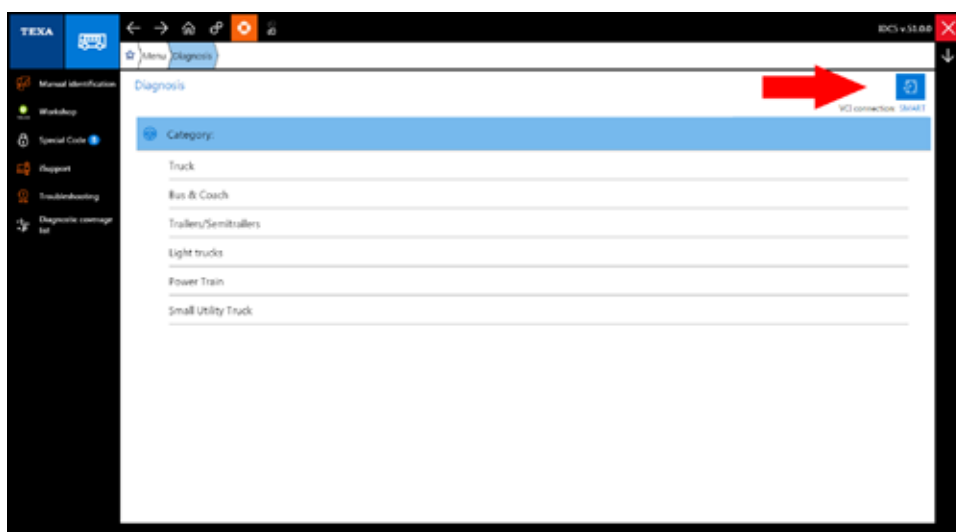 TEXA
IDC5 v.51.0.0
Menu
Diagnosis
Manual identification
Workshop
Special Code
iSupport
Troubleshooting
Diagnostic coverage
list
Diagnosis
VCI connection: SMART
Category:
Truck
Bus & Coach
Trailers/Semitrailers
Light trucks
Power Train
Small Utility Truck